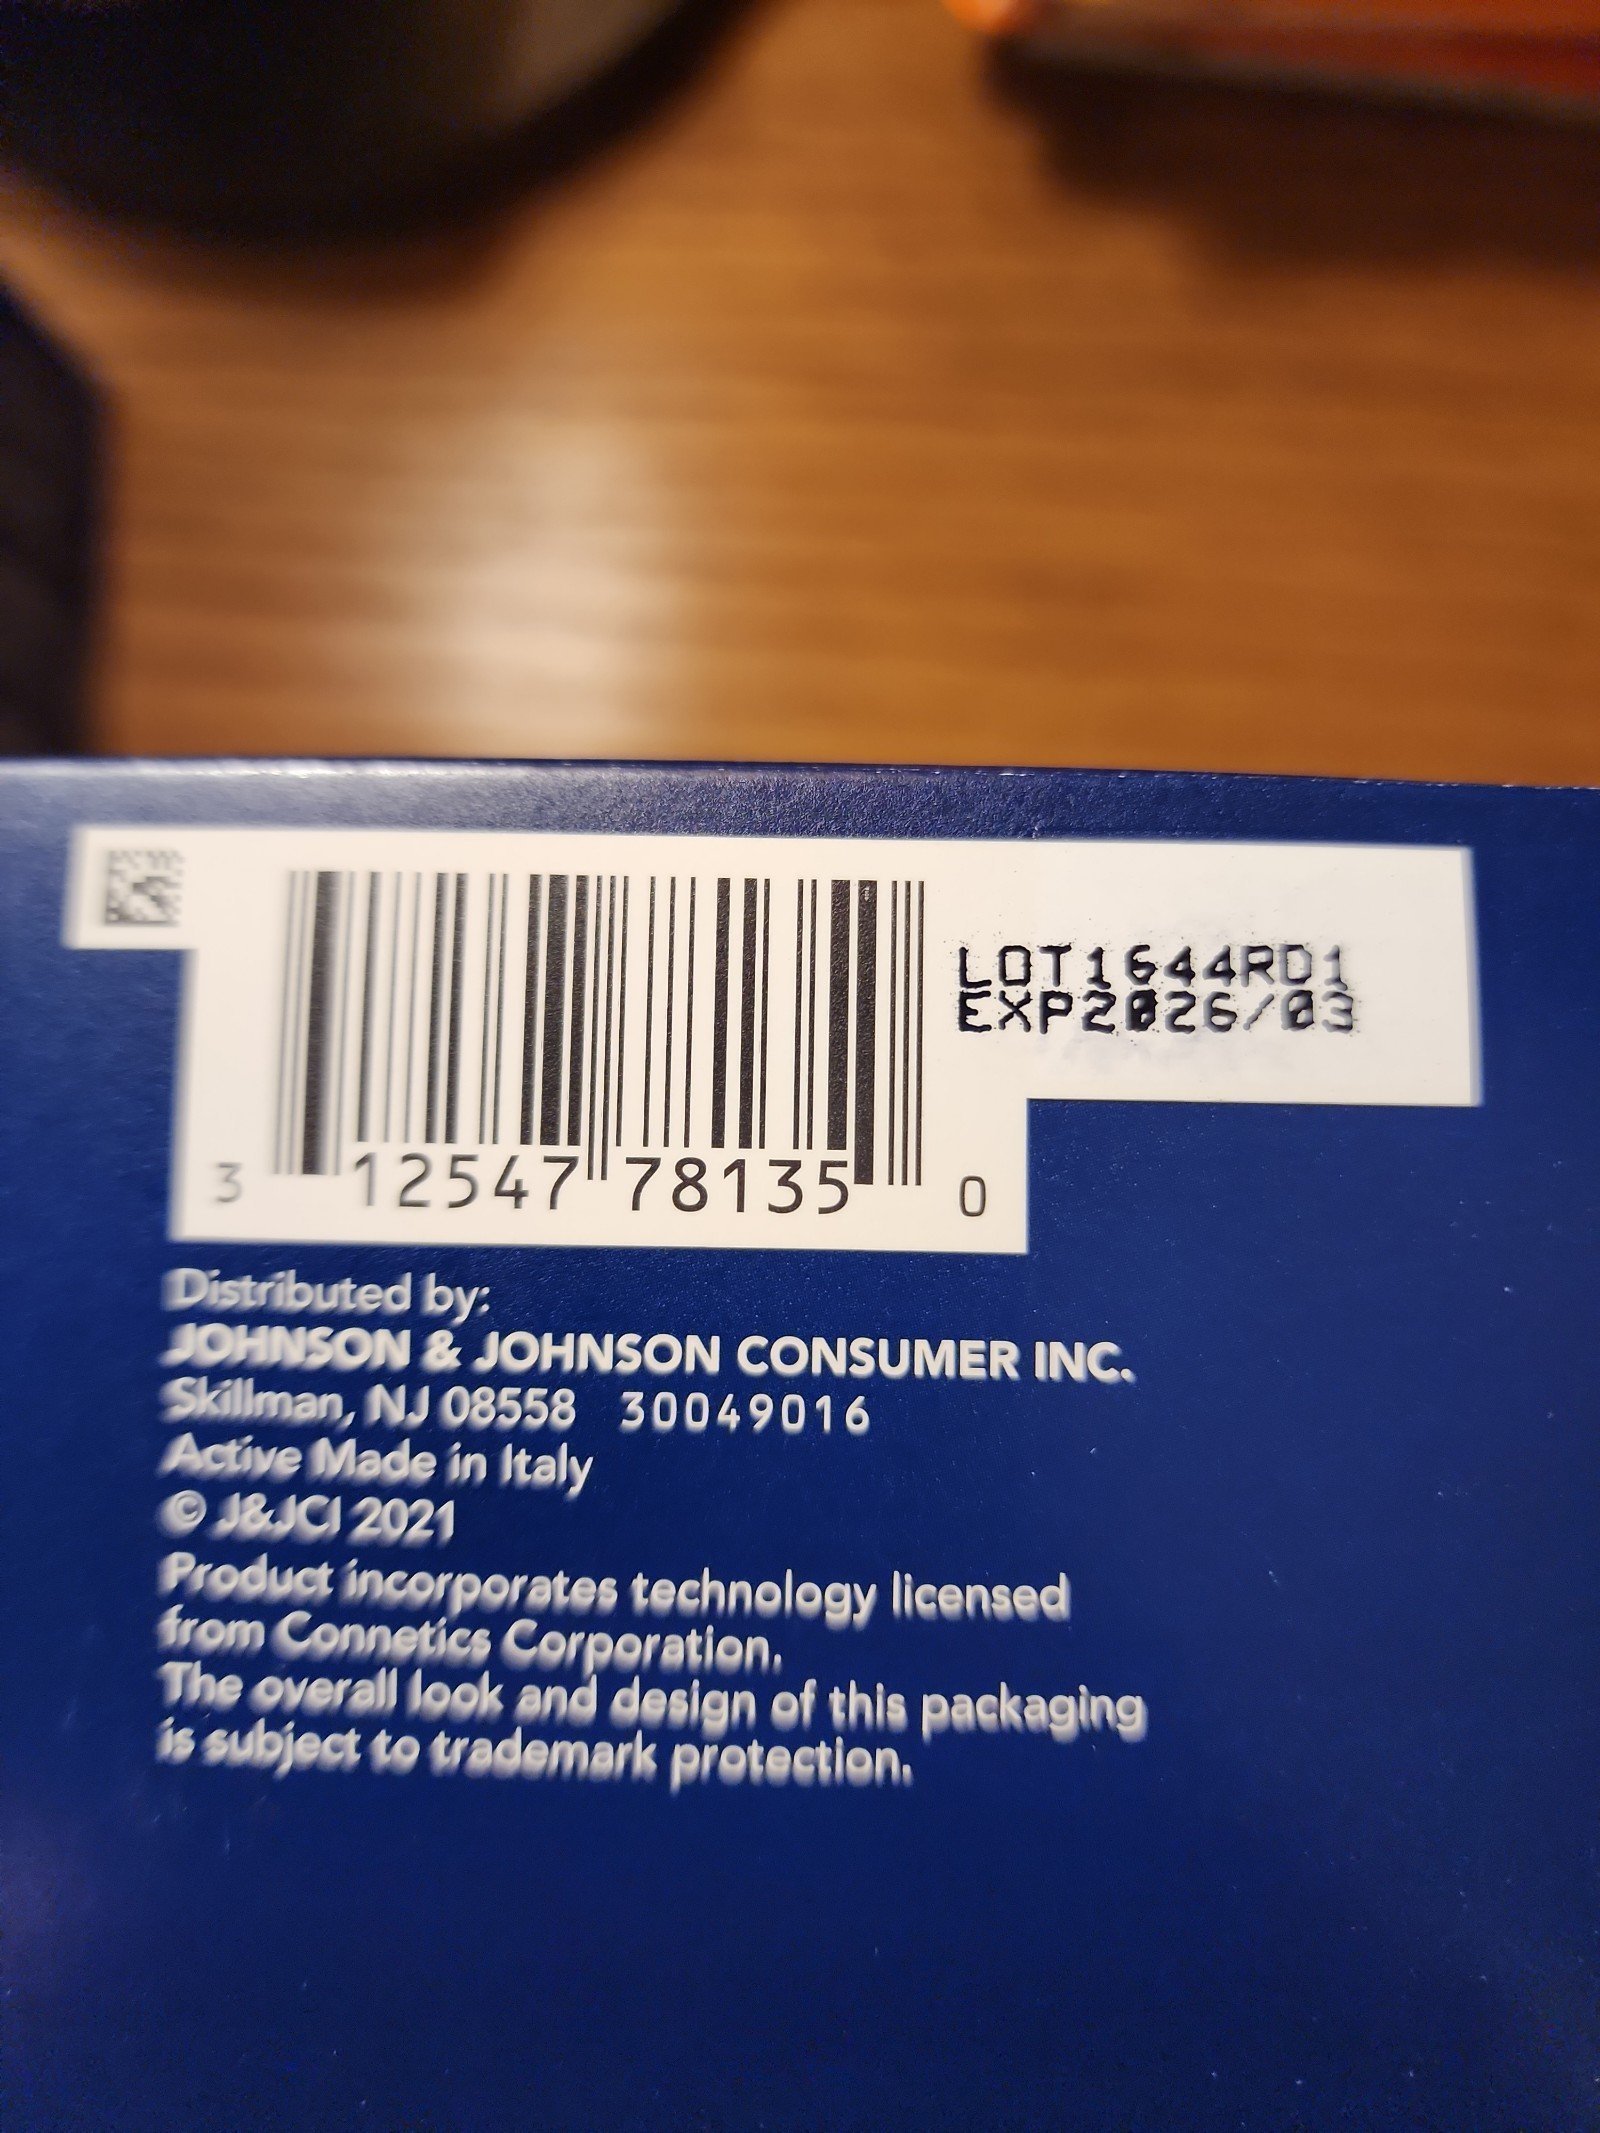 LOT1644RD1
EXP2026/03
3 12547 78135 0
Distributed by:
JOHNSON & JOHNSON CONSUMER INC.
Skillman, NJ 08558 30049016
Active Made in Italy
© J&JCI 2021
Product incorporates technology licensed
from Connetics Corporation.
The overall look and design of this packaging
is subject to trademark protection.